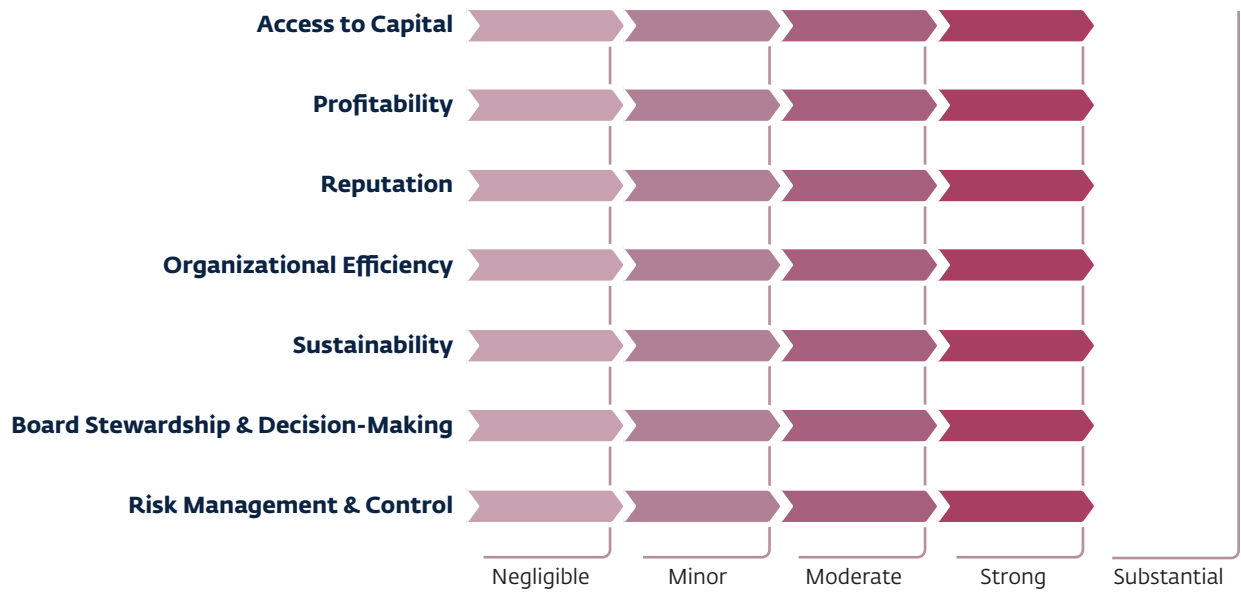 Access to Capital
Profitability
Reputation
Organizational Efficiency
Sustainability
Board Stewardship & Decision-Making
Risk Management & Control
Negligible
Minor
Moderate
Strong
Substantial